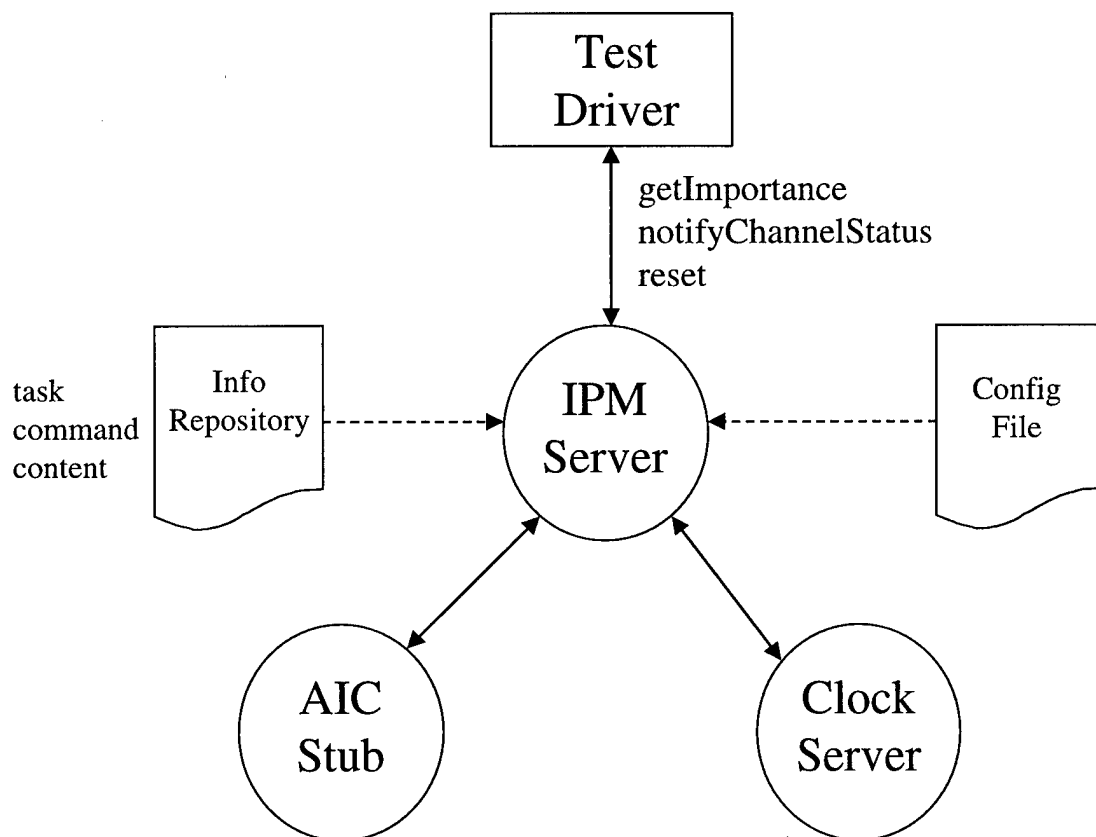 Test
Driver
getImportance
notifyChannelStatus
reset
task
command
content
Info
Repository
IPM
Server
Config
File
AIC
Stub
Clock
Server